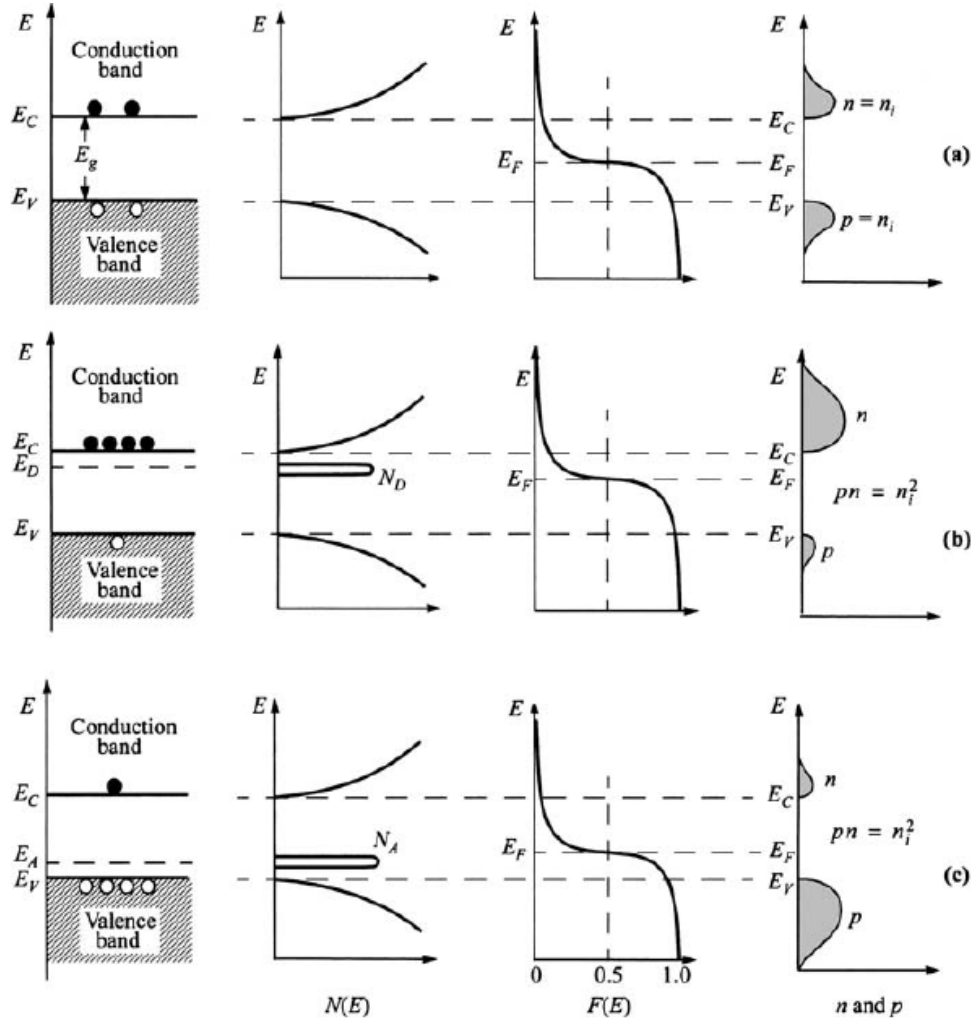 E
Conduction
band
E_C
E_g
E_V
Valence
band
E
E
E_F
E
n = n_i
E_C
E_F
E_V
p = n_i
(a)
E
Conduction
band
E_C
E_D
E_V
Valence
band
E
N_D
E
E_F
E
n
E_C
E_F
pn = n_i^2
E_V
p
(b)
E
Conduction
band
E_C
E_A
E_V
Valence
band
E
N_A
N(E)
E
E_F
0 0.5 1.0
F(E)
E
n
E_C
pn = n_i^2
E_F
E_V
p
(c)
n and p